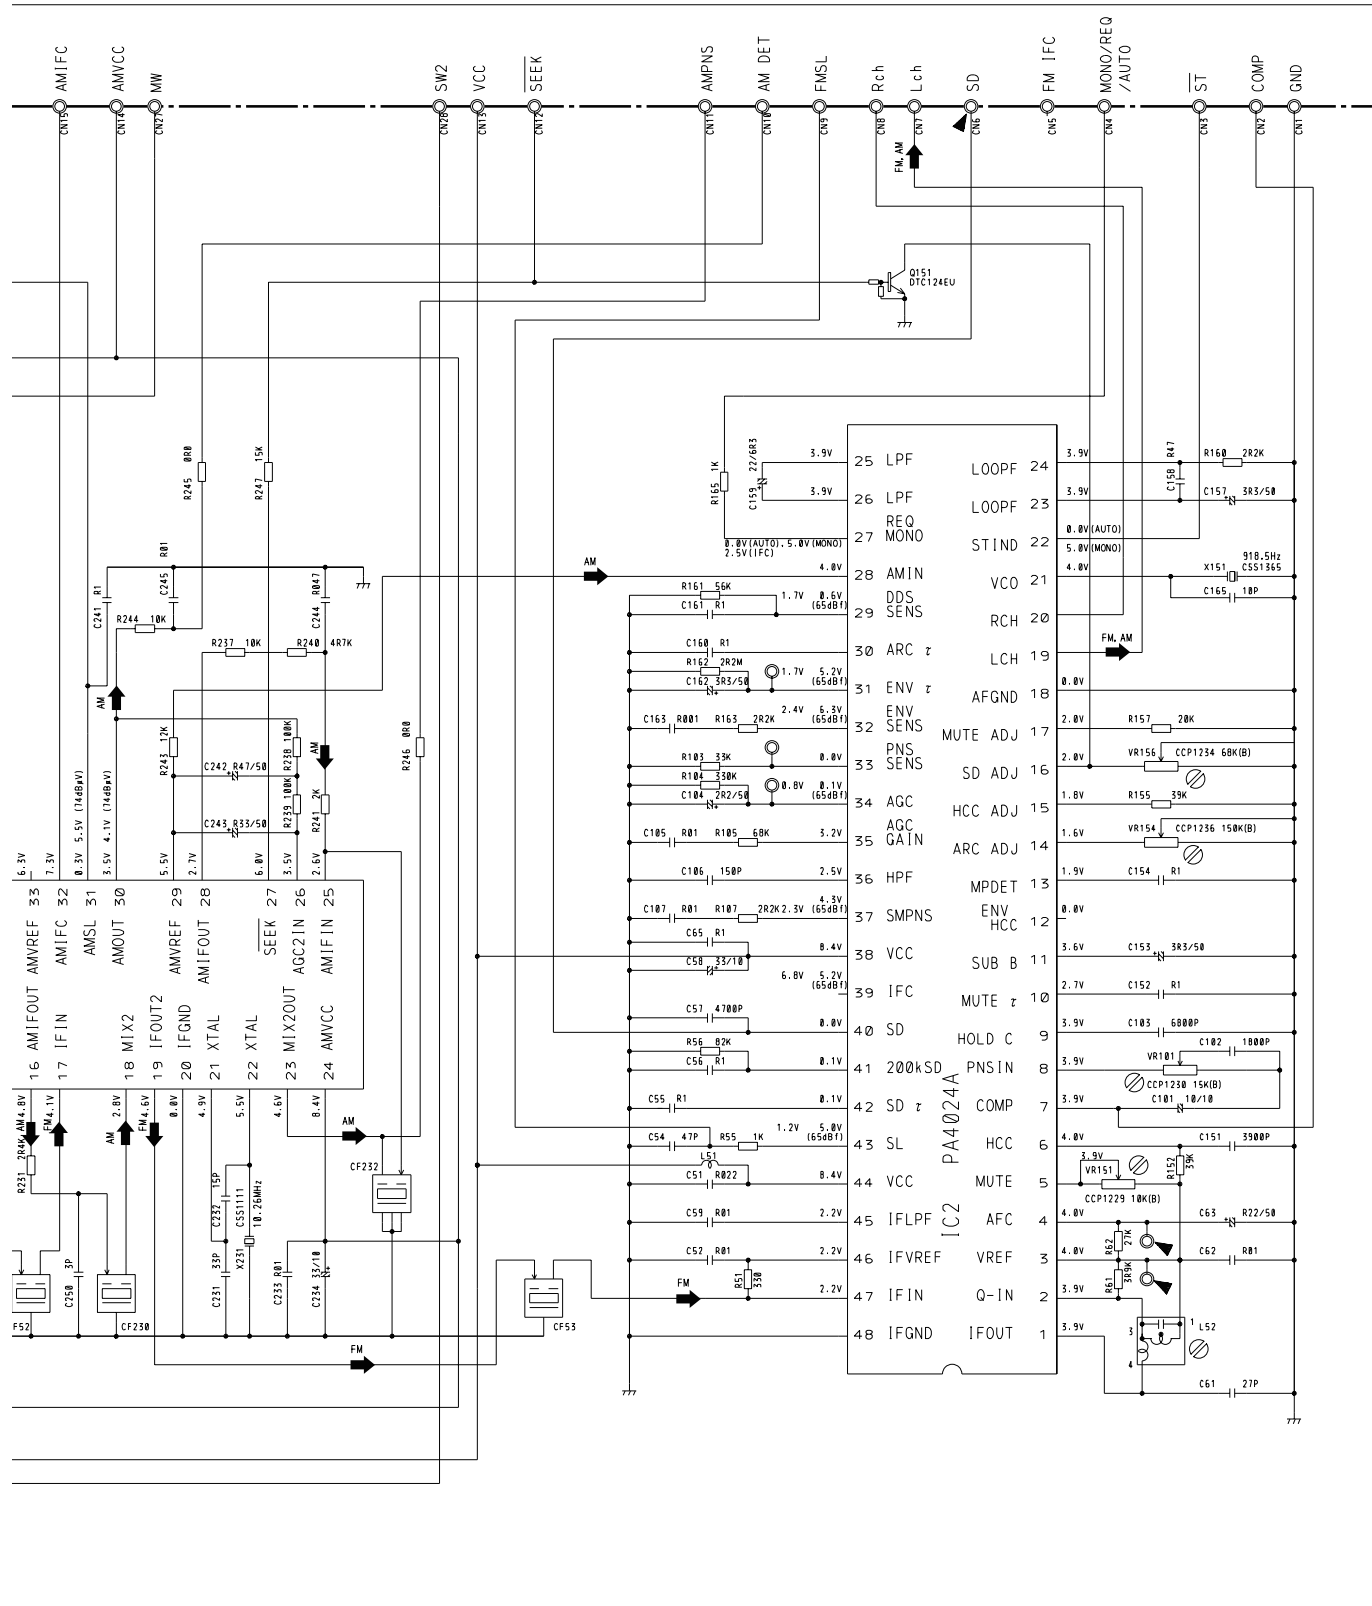 AMIFC
AMVCC
MW
SW2
VCC
SEEK
AMPNS
AM DET
FMSL
Rch
Lch
SD
FM IFC
MONO/REQ
/AUTO
ST
COMP
GND
CN15
CN14
CN27
CN28
CN13
CN12
CN11
CN10
CN9
CN8
CN7
CN6
CN5
CN4
CN3
CN2
CN1
FM, AM
Q151
DTC124EU
R245 0R0
R247 15K
C241 R1
C245 R01
C244 R047
R244 10K
R237 10K
R240 4R7K
AM
R243 12K
C242 R47/50
R238 100K
AM
R246 0R0
C243 R33/50
R239 100K
R241 2K
6.3V
7.3V
0.3V 5.5V (74dBμV)
3.5V 4.1V (74dBμV)
5.5V
2.7V
6.0V
3.5V
2.6V
33 AMVREF
32 AMIFC
31 AMSL
30 AMOUT
29 AMVREF
28 AMIFOUT
27 SEEK
26 AGC2IN
25 AMIFIN
16 AMIFOUT
17 IFIN
18 MIX2
19 IFOUT2
20 IFGND
21 XTAL
22 XTAL
23 MIX2OUT
24 AMVCC
4.8V
4.1V
2.8V
4.6V
0.0V
4.9V
5.5V
4.6V
8.4V
AM
FM
AM
FM
AM
R231 2R4K
CF232
C232 15P
CSS1111
10.26MHz
X231
C250 3P
C231 33P
C233 R01
C234 33/10
CF52
CF230
CF53
FM
FM
AM
R165 1K
C159 22/6R3
3.9V
25 LPF
3.9V
26 LPF
0.0V(AUTO), 5.0V(MONO)
2.5V(IFC)
27 REQ MONO
4.0V
28 AMIN
R161 56K
C161 R1
1.7V 0.6V
(65dBf)
29 DDS SENS
C160 R1
30 ARC τ
R162 2R2M
C162 3R3/50
1.7V 5.2V
(65dBf)
31 ENV τ
C163 R001
R163 2R2K
2.4V 6.3V
(65dBf)
32 ENV SENS
R103 33K
0.0V
33 PNS SENS
R104 330K
C104 2R2/50
0.8V 0.1V
(65dBf)
34 AGC
C105 R01
R105 68K
3.2V
35 AGC GAIN
C106 150P
2.5V
36 HPF
C107 R01
R107 2R2K
2.3V 4.3V
(65dBf)
37 SMPNS
C65 R1
C58 33/10
8.4V
38 VCC
6.8V 5.2V
(65dBf)
39 IFC
C57 4700P
0.0V
40 SD
R56 82K
C56 R1
0.1V
41 200kSD
C55 R1
0.1V
42 SD τ
C54 47P
R55 1K
1.2V 5.0V
(65dBf)
43 SL
L51
C51 R022
8.4V
44 VCC
C59 R01
2.2V
45 IFLPF
C52 R01
2.2V
46 IFVREF
R51
330
2.2V
47 IFIN
48 IFGND
IC2 PA4024A
LOOPF 24
3.9V
C158 R47
R160 2R2K
LOOPF 23
3.9V
C157 3R3/50
STIND 22
0.0V(AUTO)
5.0V(MONO)
VCO 21
4.0V
X151
918.5Hz
CSS1365
C165 10P
RCH 20
LCH 19
FM, AM
AFGND 18
0.0V
MUTE ADJ 17
2.0V
R157 20K
SD ADJ 16
2.0V
VR156
CCP1234 68K(B)
HCC ADJ 15
1.8V
R155 39K
ARC ADJ 14
1.6V
VR154
CCP1236 150K(B)
MPDET 13
1.9V
C154 R1
ENV HCC 12
0.0V
SUB B 11
3.6V
C153 3R3/50
MUTE τ 10
2.7V
C152 R1
HOLD C 9
3.9V
C103 6800P
C102 1800P
PNSIN 8
3.9V
VR101
CCP1230 15K(B)
COMP 7
3.9V
C101 10/10
HCC 6
4.0V
C151 3900P
3.9V
R152 39K
MUTE 5
VR151
CCP1229 10K(B)
AFC 4
4.0V
C63 R22/50
R62 27K
VREF 3
4.0V
C62 R01
R61 3R9K
Q-IN 2
3.9V
IFOUT 1
3.9V
3
1
L52
4
C61 27P